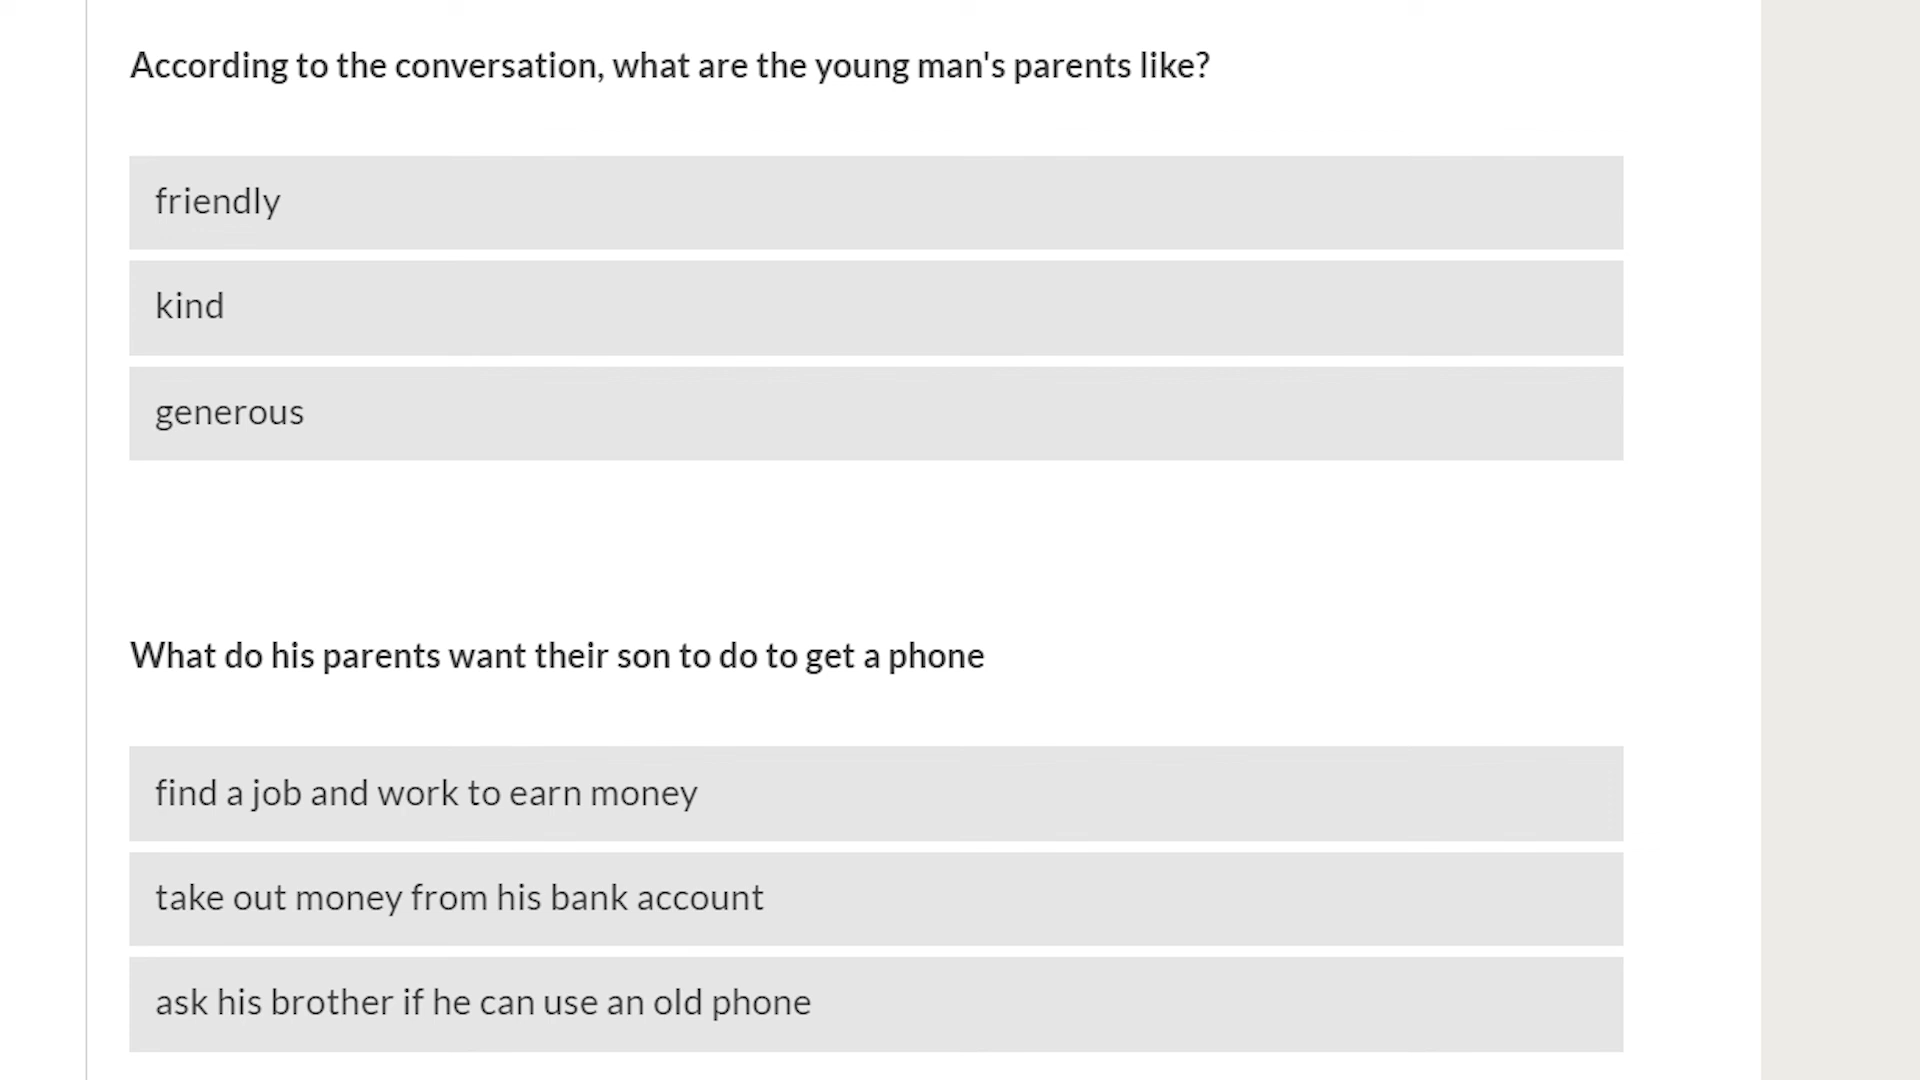 According to the conversation, what are the young man's parents like?
friendly
kind
generous
What do his parents want their son to do to get a phone
find a job and work to earn money
take out money from his bank account
ask his brother if he can use an old phone